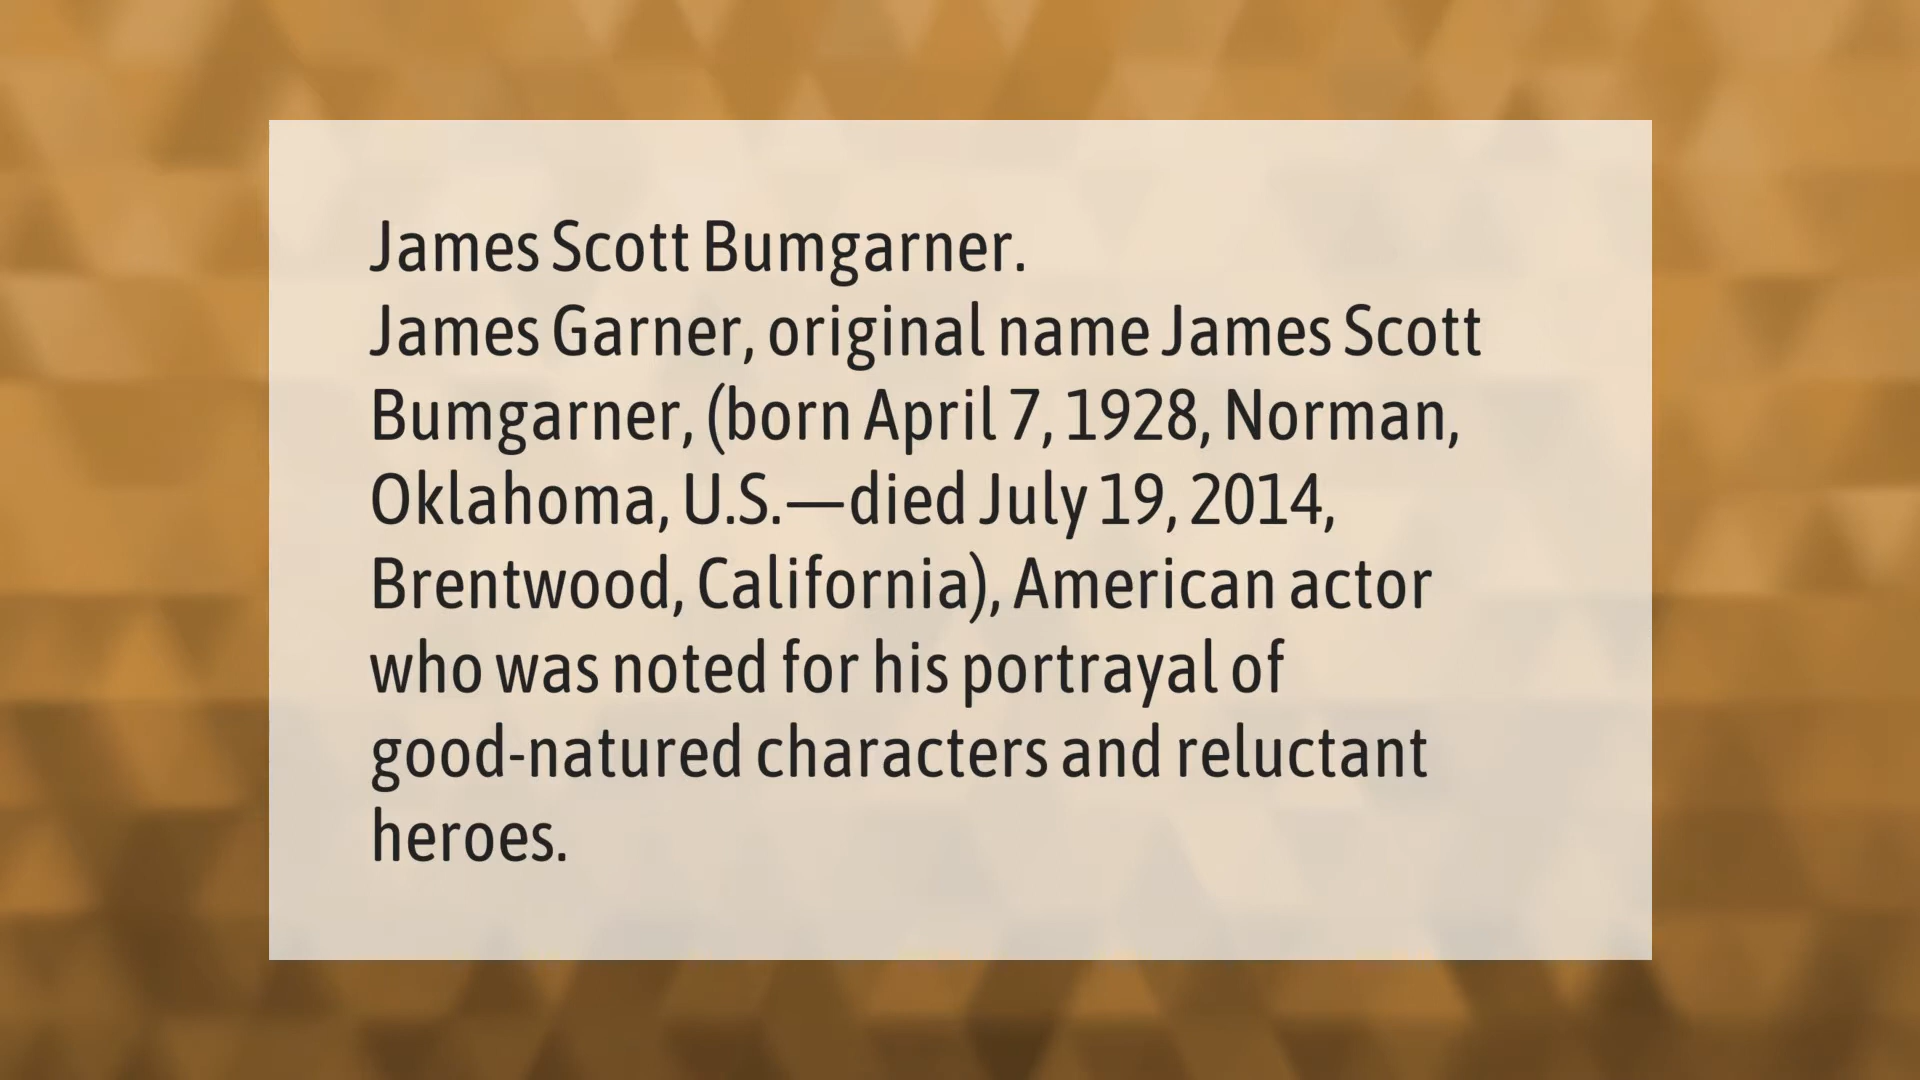 James Scott Bumgarner.
James Garner, original name James Scott
Bumgarner, (born April 7, 1928, Norman,
Oklahoma, U.S.—died July 19, 2014,
Brentwood, California), American actor
who was noted for his portrayal of
good-natured characters and reluctant
heroes.